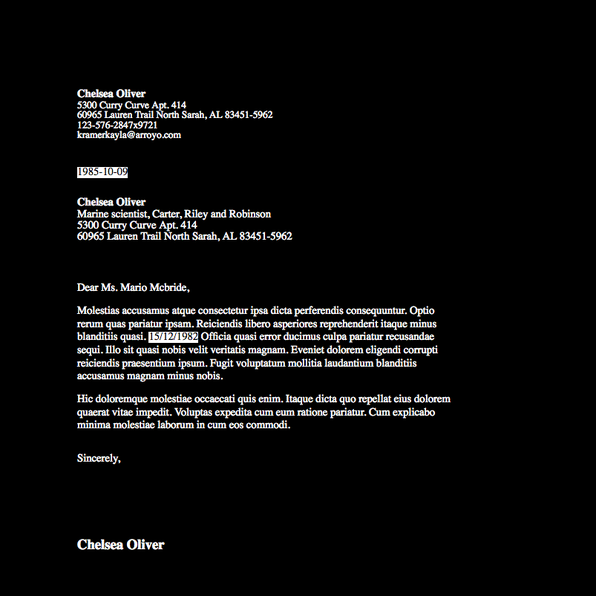 Chelsea Oliver
5300 Curry Curve Apt. 414
60965 Lauren Trail North Sarah, AL 83451-5962
123-576-2847x9721
kramerkayla@arroyo.com
1985-10-09
Chelsea Oliver
Marine scientist, Carter, Riley and Robinson
5300 Curry Curve Apt. 414
60965 Lauren Trail North Sarah, AL 83451-5962
Dear Ms. Mario Mcbride,
Molestias accusamus atque consectetur ipsa dicta perferendis consequuntur. Optio
rerum quas pariatur ipsam. Reiciendis libero asperiores reprehenderit itaque minus
blanditiis quasi. 15/12/1982 Officia quasi error ducimus culpa pariatur recusandae
sequi. Illo sit quasi nobis velit veritatis magnam. Eveniet dolorem eligendi corrupti
reiciendis praesentium ipsum. Fugit voluptatum mollitia laudantium blanditiis
accusamus magnam minus nobis.
Hic doloremque molestiae occaecati quis enim. Itaque dicta quo repellat eius dolorem
quaerat vitae impedit. Voluptas expedita cum eum ratione pariatur. Cum explicabo
minima molestiae laborum in cum eos commodi.
Sincerely,
Chelsea Oliver